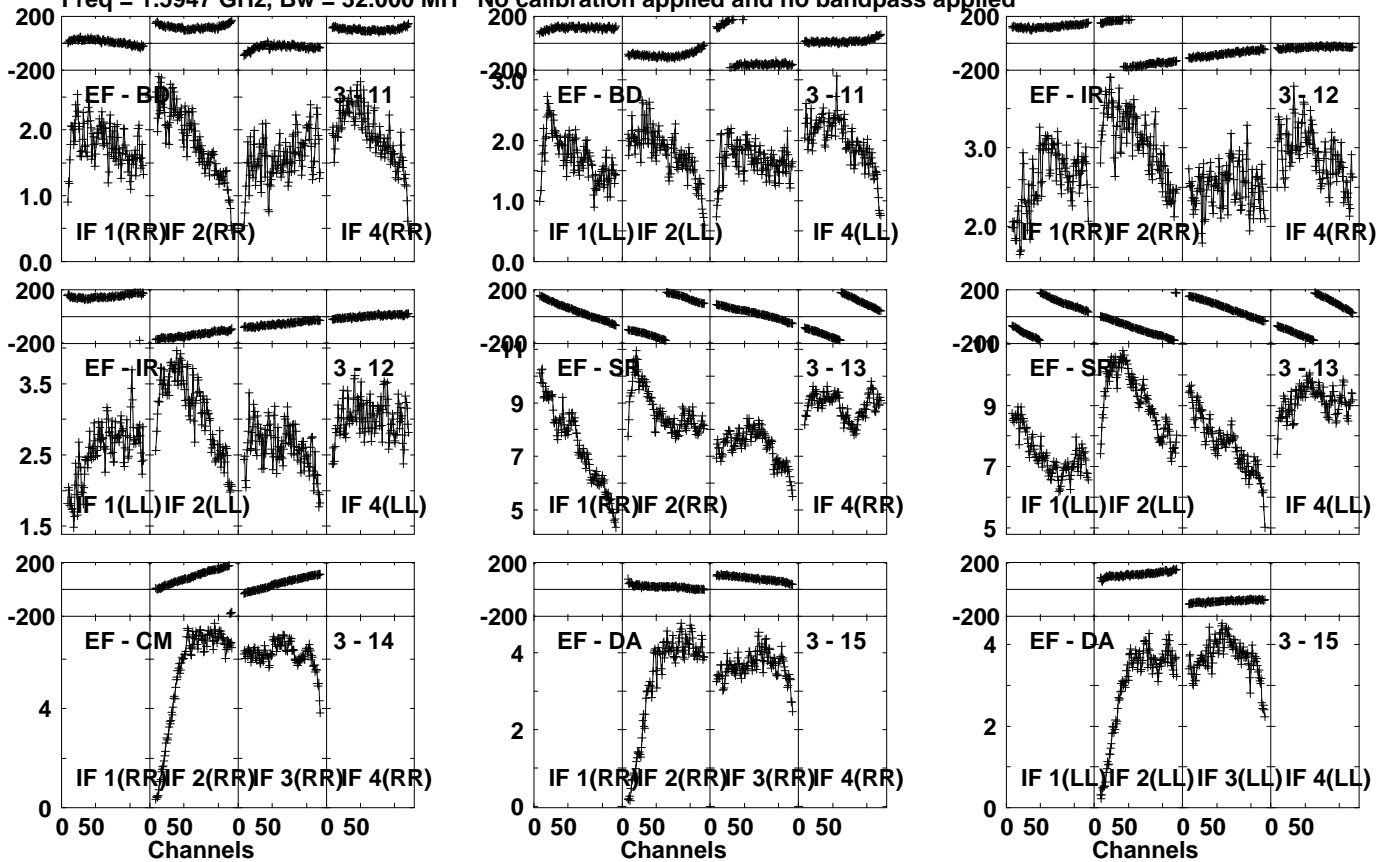 Freq = 1.5947 GHz, Bw = 32.000 MH No calibration applied and no bandpass applied
200 200 200
-200 -200 -200
EF - BD 3 - 11 3.0 EF - BD 3 - 11 EF - IR 3 - 12
2.0 2.0 3.0
1.0 1.0 2.0
IF 1(RR) IF 2(RR) IF 4(RR) IF 1(LL) IF 2(LL) IF 4(LL) IF 1(RR) IF 2(RR) IF 4(RR)
0.0 0.0
200 200 200
-200 -200 -200
11 11
EF - IR 3 - 12 EF - SR 3 - 13 EF - SR 3 - 13
3.5 9 9
2.5 7 7
IF 1(LL) IF 2(LL) IF 4(LL) IF 1(RR) IF 2(RR) IF 4(RR) IF 1(LL) IF 2(LL) IF 4(LL)
1.5 5 5
200 200 200
-200 -200 -200
EF - CM 3 - 14 EF - DA 3 - 15 EF - DA 3 - 15
4 4 4
2 2
IF 1(RR) IF 2(RR) IF 3(RR) IF 4(RR) IF 1(RR) IF 2(RR) IF 3(RR) IF 4(RR) IF 1(LL) IF 2(LL) IF 3(LL) IF 4(LL)
0 0 0
0 50 0 50 0 50 0 50 0 50 0 50 0 50 0 50 0 50 0 50 0 50 0 50
Channels Channels Channels